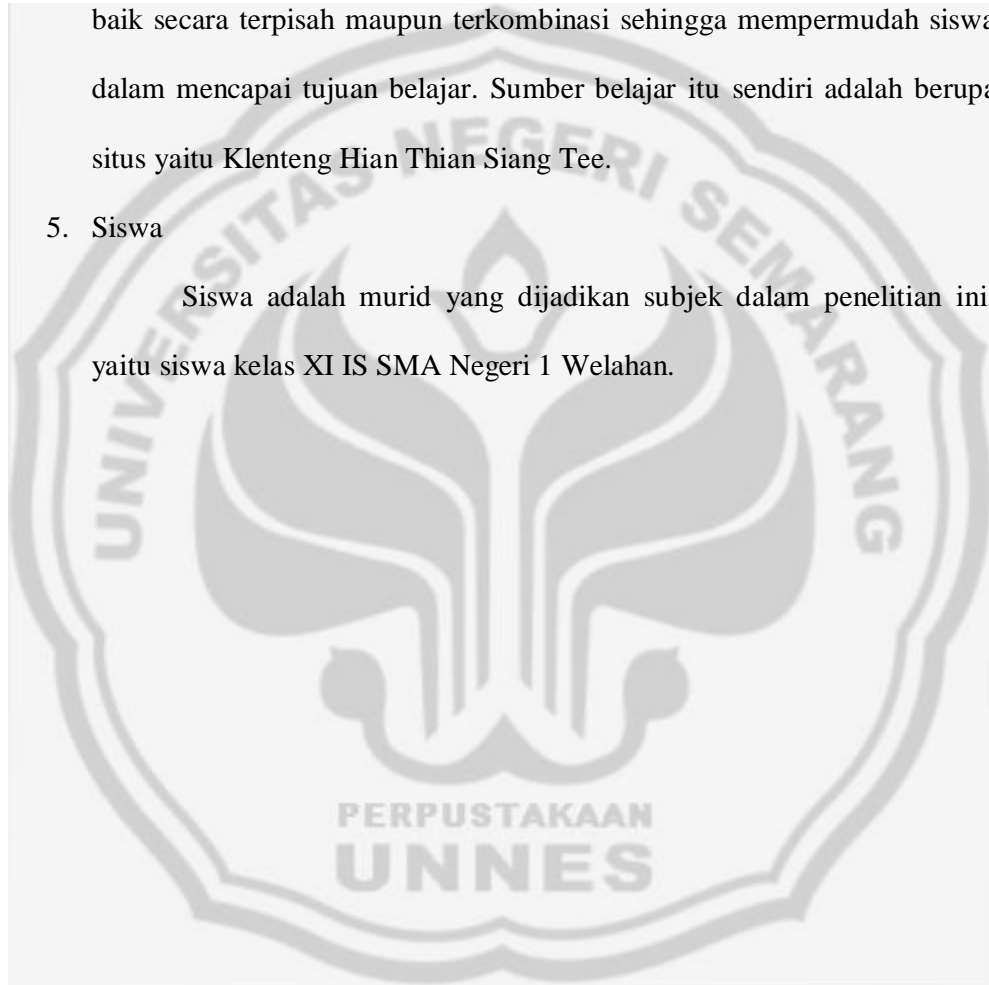 baik secara terpisah maupun terkombinasi sehingga mempermudah siswa
dalam mencapai tujuan belajar. Sumber belajar itu sendiri adalah berupa
situs yaitu Klenteng Hian Thian Siang Tee.
5. Siswa
Siswa adalah murid yang dijadikan subjek dalam penelitian ini
yaitu siswa kelas XI IS SMA Negeri 1 Welahan.
UNIVERSITAS NEGERI SEMARANG
PERPUSTAKAAN
UNNES